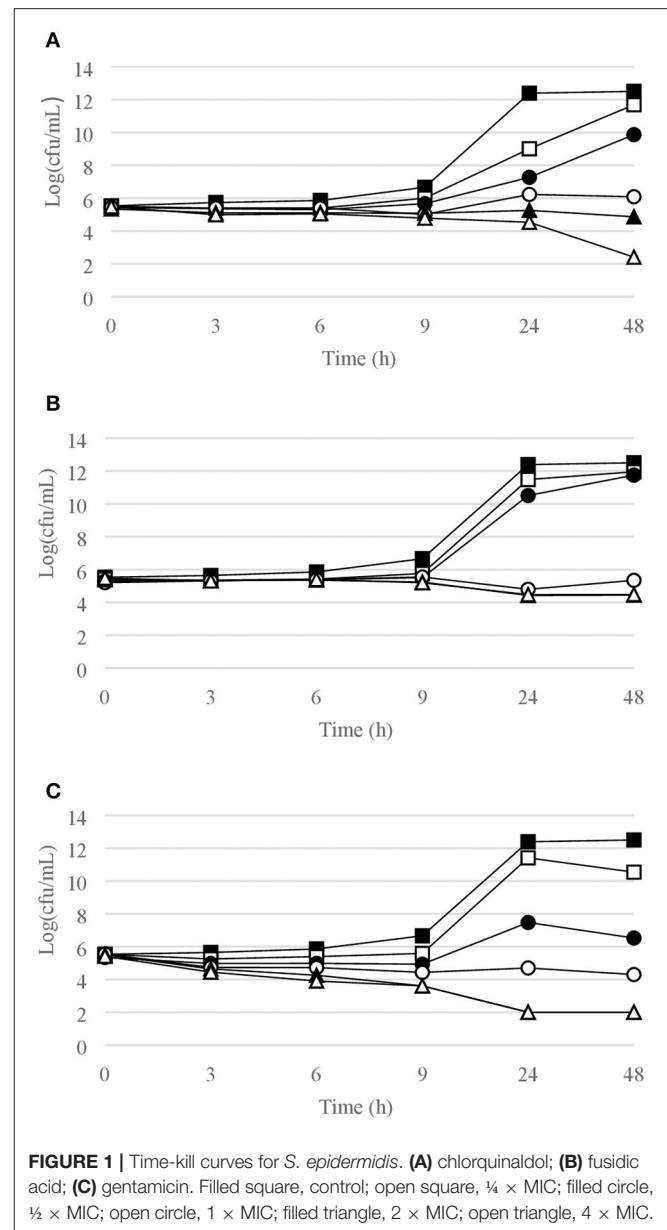 A
Log(cfu/mL)
14
12
10
8
6
4
2
0
0 3 6 9 24 48
Time (h)
B
Log(cfu/mL)
14
12
10
8
6
4
2
0
0 3 6 9 24 48
Time (h)
C
Log(cfu/mL)
14
12
10
8
6
4
2
0
0 3 6 9 24 48
Time (h)
FIGURE 1 | Time-kill curves for S. epidermidis. (A) chlorquinaldol; (B) fusidic
acid; (C) gentamicin. Filled square, control; open square, ¼ × MIC; filled circle,
½ × MIC; open circle, 1 × MIC; filled triangle, 2 × MIC; open triangle, 4 × MIC.